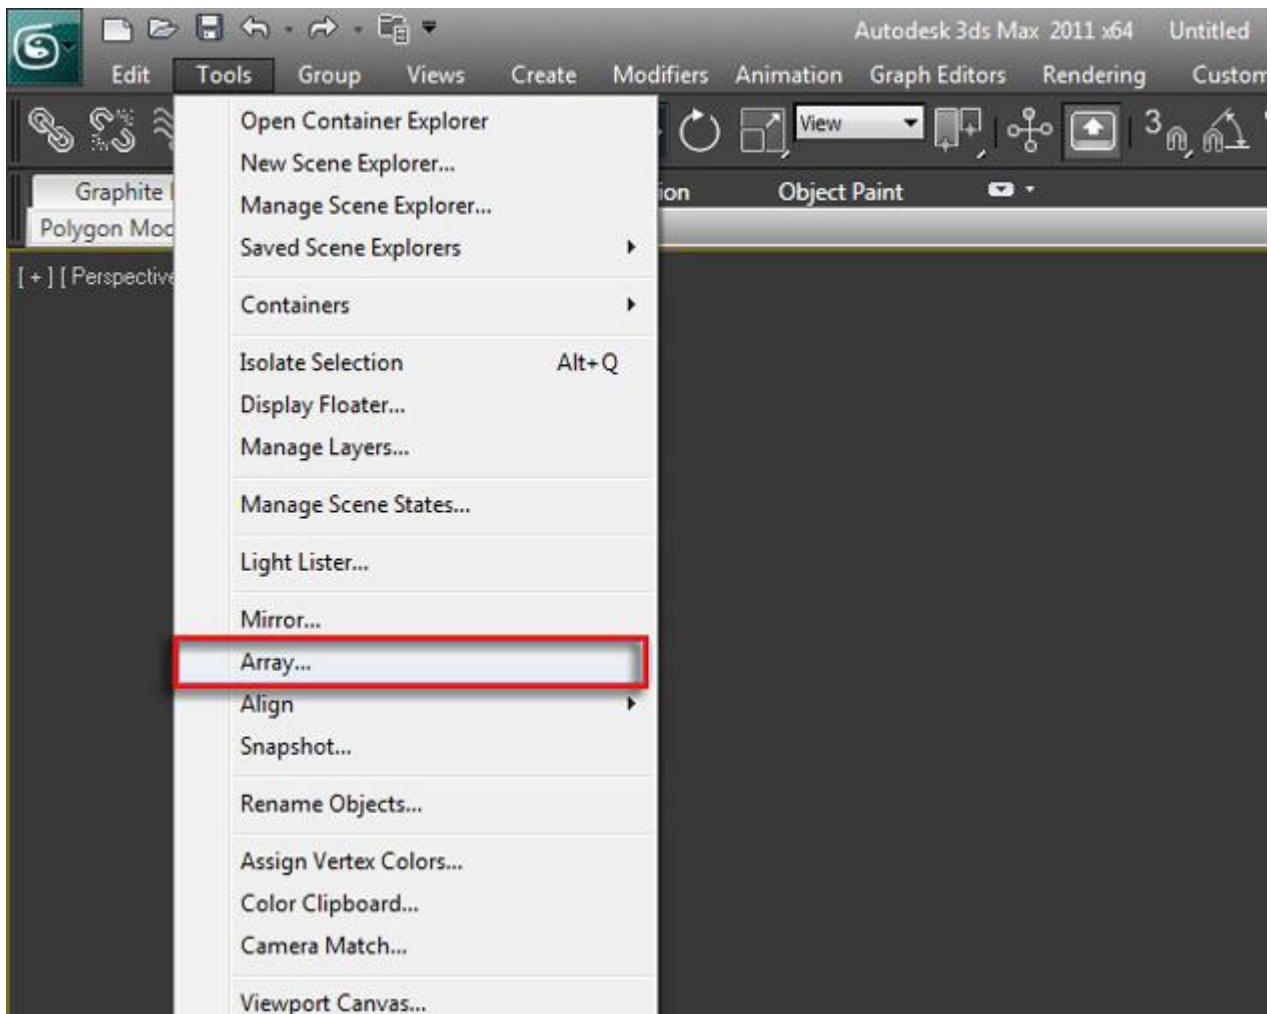 Autodesk 3ds Max 2011 x64 Untitled
Edit Tools Group Views Create Modifiers Animation Graph Editors Rendering Custom
View
3
Graphite
ion
Object Paint
Polygon Mod
[ + ] [ Perspective
Open Container Explorer
New Scene Explorer...
Manage Scene Explorer...
Saved Scene Explorers
Containers
Isolate Selection Alt+Q
Display Floater...
Manage Layers...
Manage Scene States...
Light Lister...
Mirror...
Array...
Align
Snapshot...
Rename Objects...
Assign Vertex Colors...
Color Clipboard...
Camera Match...
Viewport Canvas...